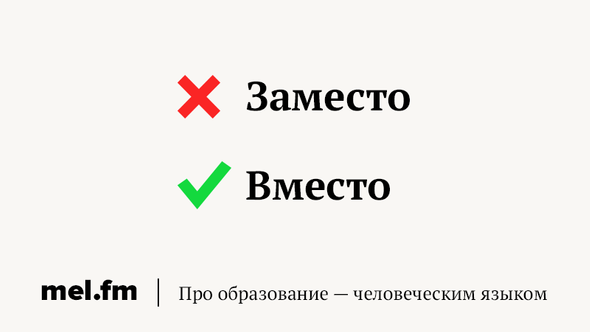 Заместо
Вместо
mel.fm | Про образование — человеческим языком